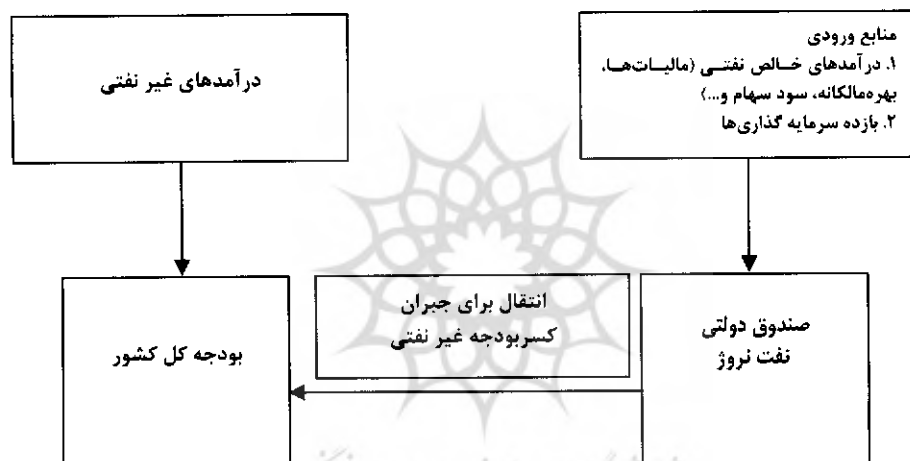 منابع ورودی
۱. درآمدهای خالص نفتی (مالیات‌ها،
بهره‌مالکانه، سود سهام و...)
۲. بازده سرمایه گذاری‌ها
درآمدهای غیر نفتی
صندوق دولتی
نفت نروژ
انتقال برای جبران
کسربودجه غیر نفتی
بودجه کل کشور